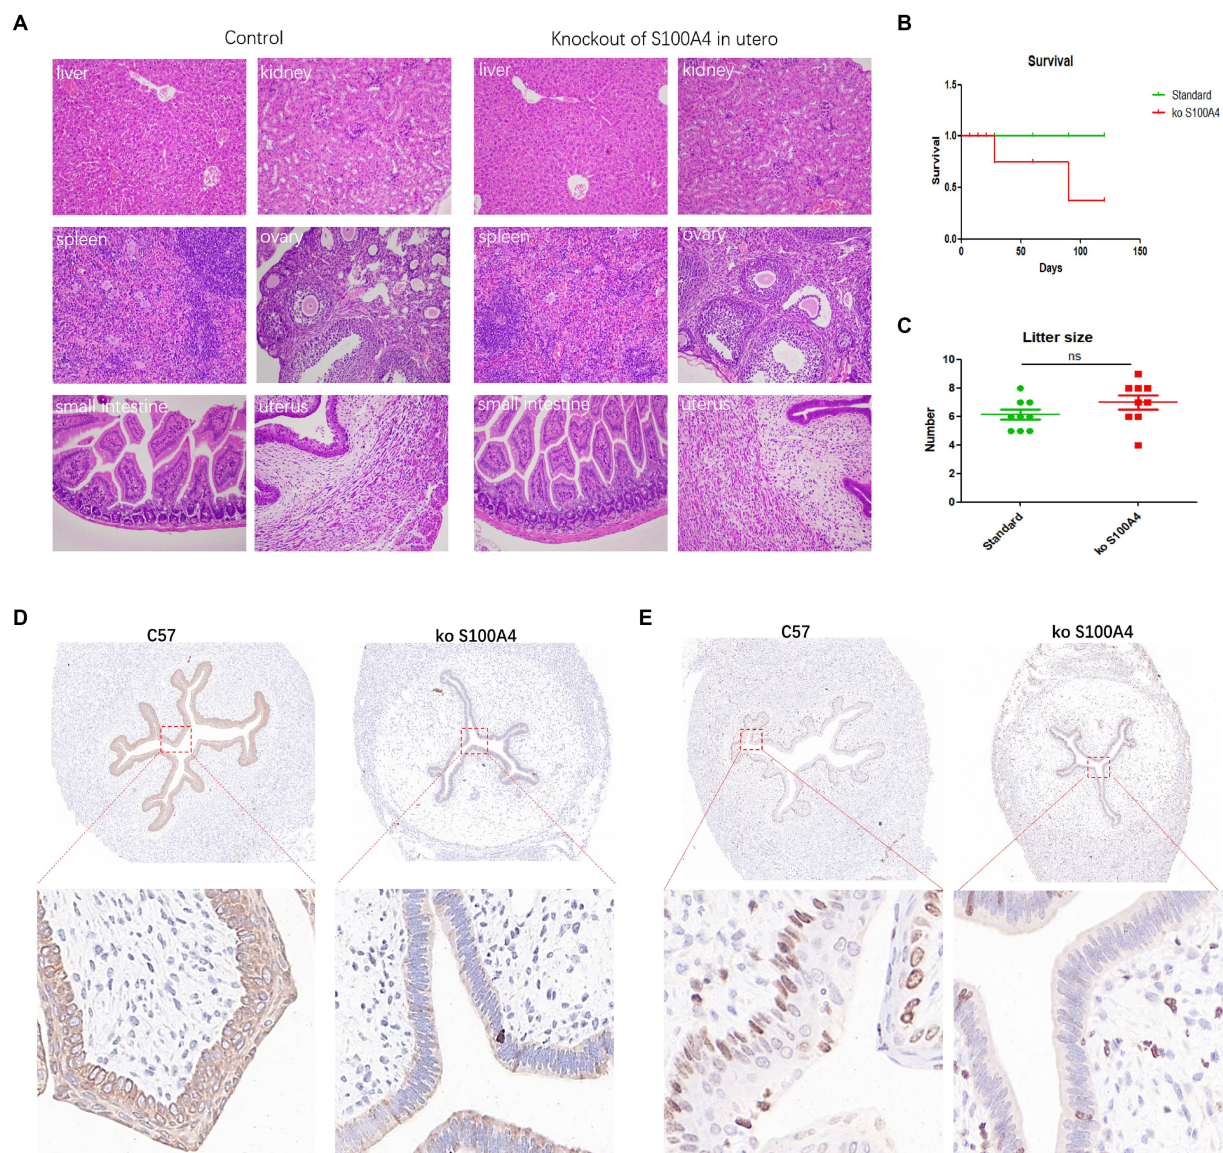 A
Control
Knockout of S100A4 in utero
liver
kidney
liver
kidney
spleen
ovary
spleen
ovary
small intestine
uterus
small intestine
uterus
B
Survival
Standard
ko S100A4
Survival
1.5
1.0
0.5
0.0
0
50
100
150
Days
C
Litter size
ns
Number
10
8
6
4
2
0
Standard
ko S100A4
D
C57
ko S100A4
E
C57
ko S100A4